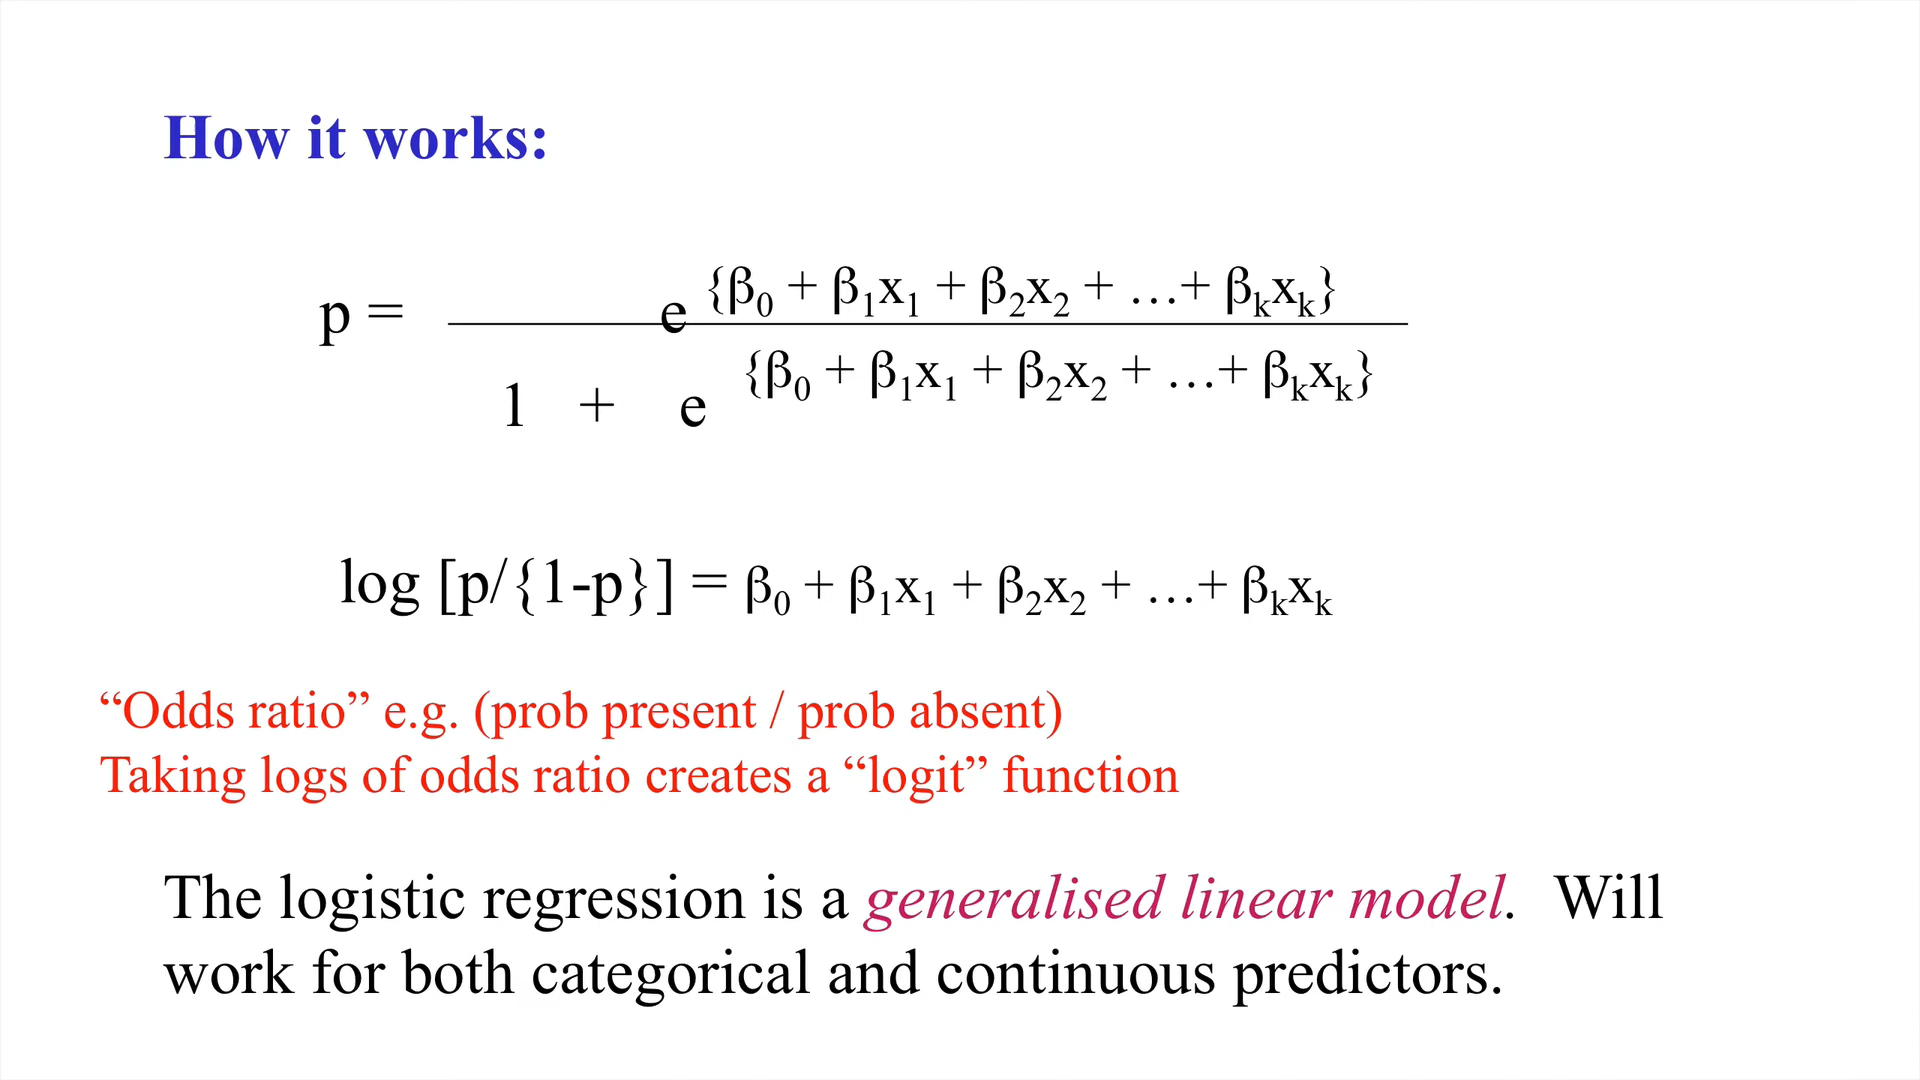 How it works:
p = e {β₀ + β₁x₁ + β₂x₂ + …+ βₖxₖ}
1 + e {β₀ + β₁x₁ + β₂x₂ + …+ βₖxₖ}
log [p/{1-p}] = β₀ + β₁x₁ + β₂x₂ + …+ βₖxₖ
“Odds ratio” e.g. (prob present / prob absent)
Taking logs of odds ratio creates a “logit” function
The logistic regression is a generalised linear model. Will
work for both categorical and continuous predictors.